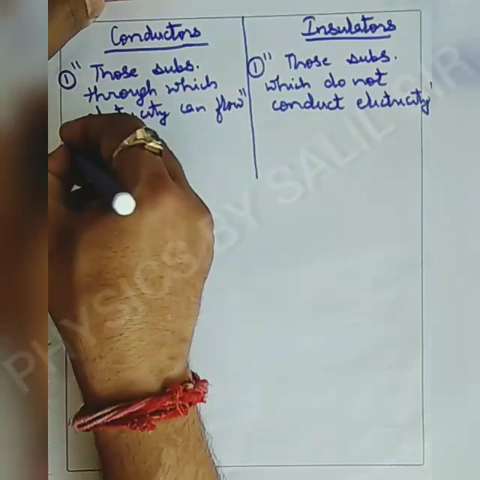 Conductors
① "Those subs.
through which
can flow"
Insulators
① "Those subs.
which do not
conduct electricity"
PHYSICS BY SALIL SIR